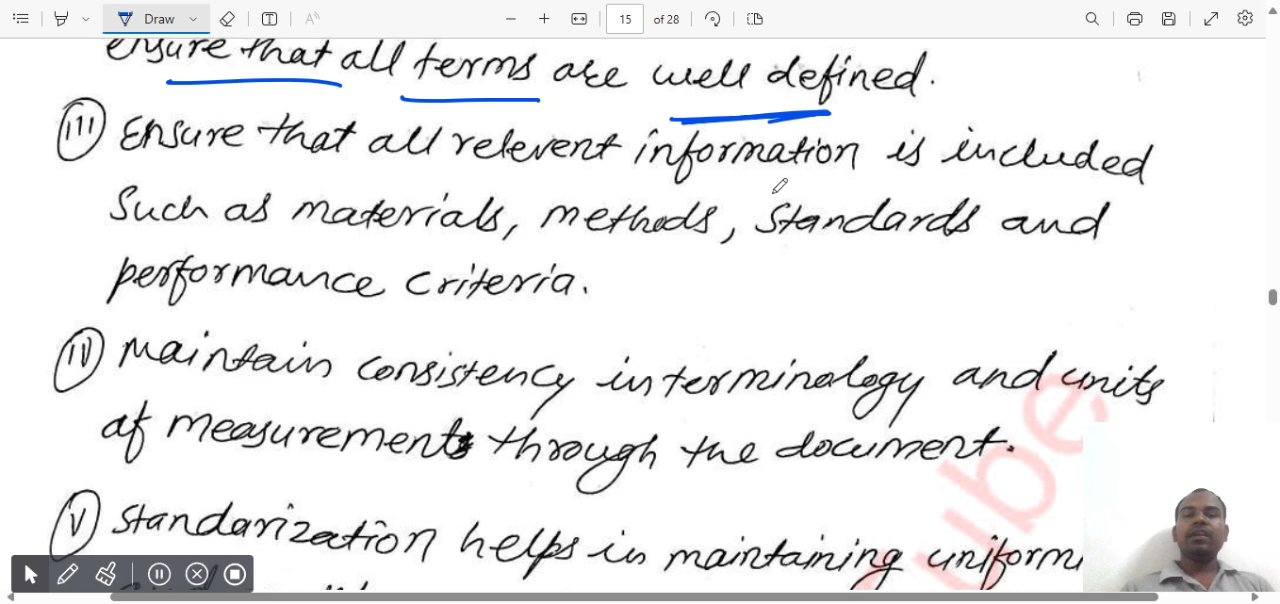 Draw
15 of 28
ensure that all terms are well defined.
(iii) Ensure that all relevent information is included
Such as materials, methods, standards and
performance criteria.
(iv) Maintain consistency in terminology and units
of measurements through the document.
(v) Standarization helps in maintaining uniformi
ube